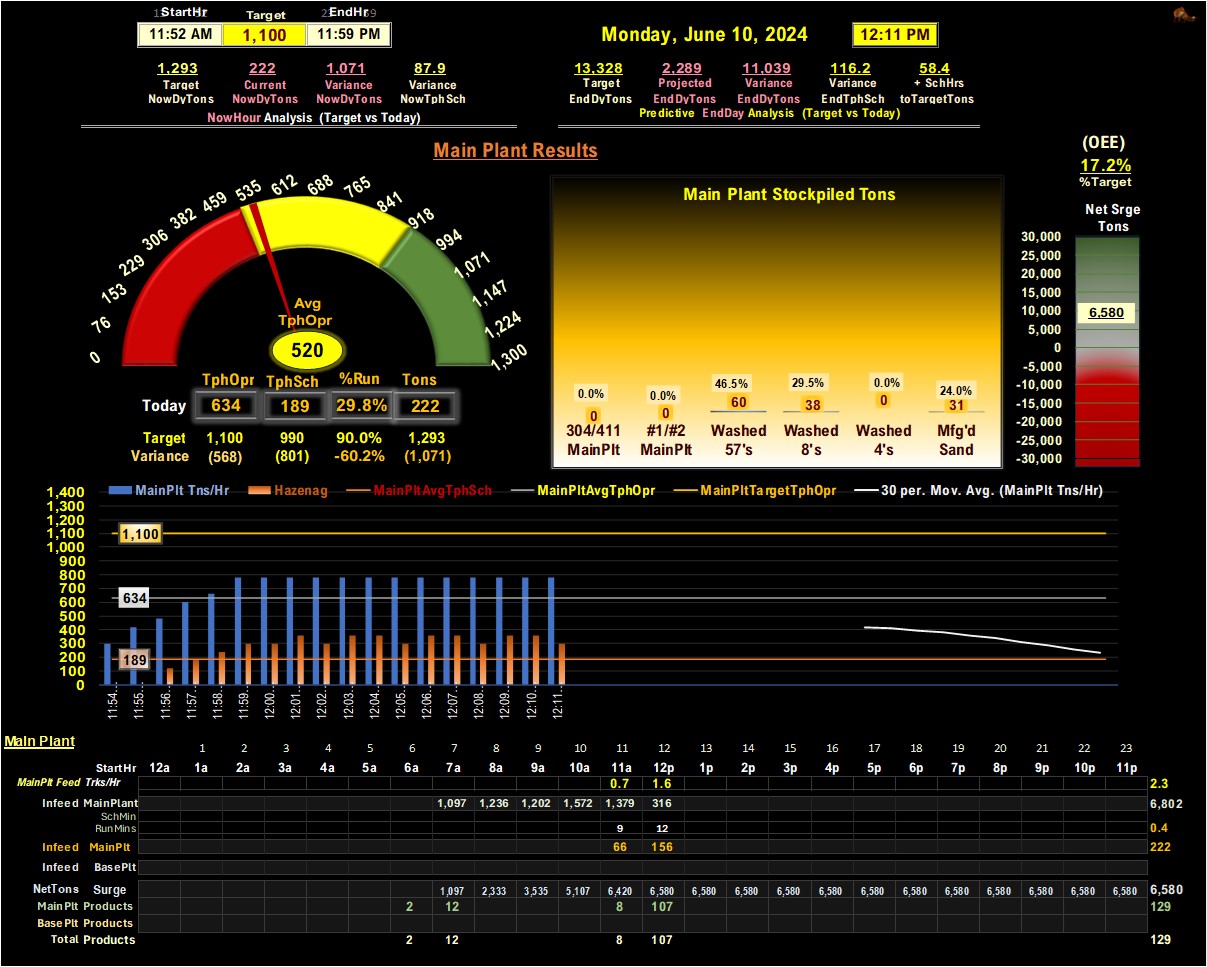 StartHr Target EndHr
11:52 AM 1,100 11:59 PM
Monday, June 10, 2024 12:11 PM
1,293 222 1,071 87.9
Target Current Variance Variance
NowDyTons NowDyTons NowDyTons NowTphSch
NowHour Analysis (Target vs Today)
13,328 2,289 11,039 116.2 58.4
Target Projected Variance Variance + SchHrs
EndDyTons EndDyTons EndDyTons EndTphSch toTargetTons
Predictive EndDay Analysis (Target vs Today)
Main Plant Results
(OEE)
17.2%
%Target
0 76 153 229 306 382 459 535 612 688 765 841 918 994 1,071 1,147 1,224 1,300
Avg
TphOpr
520
TphOpr TphSch %Run Tons
Today 634 189 29.8% 222
Target 1,100 990 90.0% 1,293
Variance (568) (801) -60.2% (1,071)
Main Plant Stockpiled Tons
0.0% 0.0% 46.5% 29.5% 0.0% 24.0%
0 0 60 38 0 31
304/411 #1/#2 Washed Washed Washed Mfg'd
MainPlt MainPlt 57's 8's 4's Sand
Net Srge
Tons
30,000
25,000
20,000
15,000
10,000
6,580
5,000
0
-5,000
-10,000
-15,000
-20,000
-25,000
-30,000
MainPlt Tns/Hr Hazenag MainPltAvgTphSch MainPltAvgTphOpr MainPltTargetTphOpr 30 per. Mov. Avg. (MainPlt Tns/Hr)
1,400
1,300
1,200
1,100 1,100
1,000
900
800
700
600 634
500
400
300
200 189
100
0
11:54.. 11:55.. 11:56.. 11:57.. 11:58.. 11:59.. 12:00.. 12:01.. 12:02.. 12:03.. 12:04.. 12:05.. 12:06.. 12:07.. 12:08.. 12:09.. 12:10.. 12:11..
Main Plant
1 2 3 4 5 6 7 8 9 10 11 12 13 14 15 16 17 18 19 20 21 22 23
StartHr 12a 1a 2a 3a 4a 5a 6a 7a 8a 9a 10a 11a 12p 1p 2p 3p 4p 5p 6p 7p 8p 9p 10p 11p
MainPlt Feed Trks/Hr 0.7 1.6 2.3
Infeed MainPlant 1,097 1,236 1,202 1,572 1,379 316 6,802
SchMin
RunMins 9 12 0.4
Infeed MainPlt 66 156 222
Infeed BasePlt
NetTons Surge 1,097 2,333 3,535 5,107 6,420 6,580 6,580 6,580 6,580 6,580 6,580 6,580 6,580 6,580 6,580 6,580 6,580 6,580
MainPlt Products 2 12 8 107 129
BasePlt Products
Total Products 2 12 8 107 129